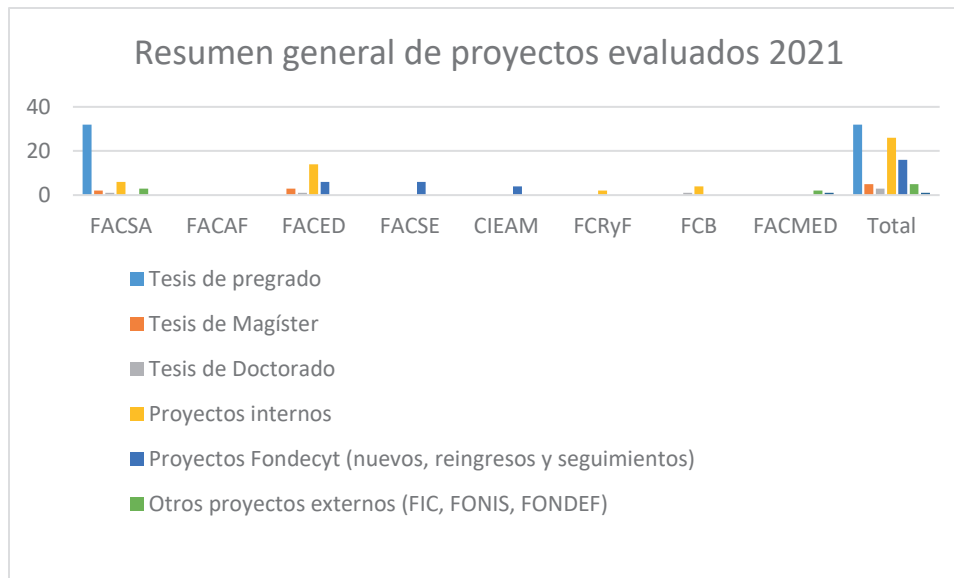 Resumen general de proyectos evaluados 2021
40
20
0
FACSA FACAF FACED FACSE CIEAM FCRyF FCB FACMED Total
Tesis de pregrado
Tesis de Magíster
Tesis de Doctorado
Proyectos internos
Proyectos Fondecyt (nuevos, reingresos y seguimientos)
Otros proyectos externos (FIC, FONIS, FONDEF)